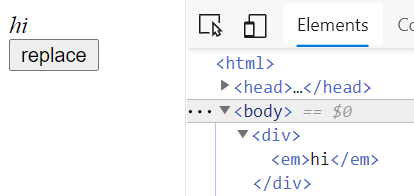 hi
replace
Elements
Co
<html>
<head>…</head>
<body> == $0
<div>
<em>hi</em>
</div>